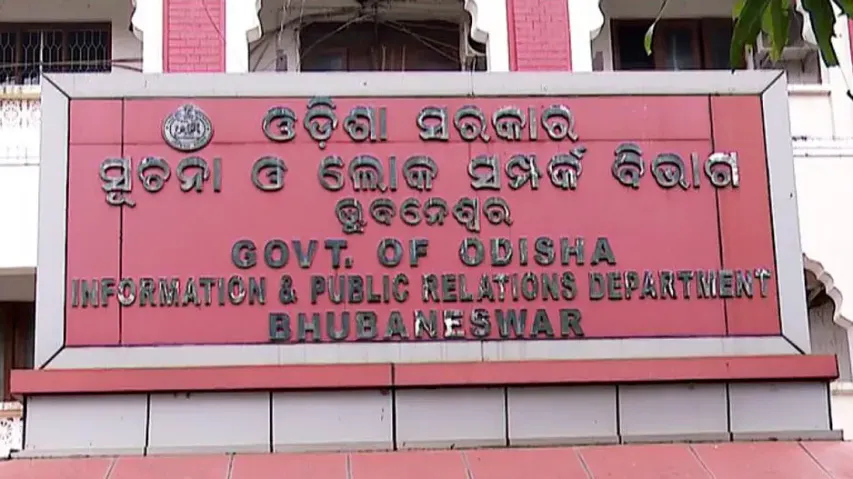 ଓଡ଼ିଶା ସରକାର
ସୂଚନା ଓ ଲୋକ ସମ୍ପର୍କ ବିଭାଗ
ଭୁବନେଶ୍ୱର
GOVT. OF ODISHA
INFORMATION & PUBLIC RELATIONS DEPARTMENT
BHUBANESWAR